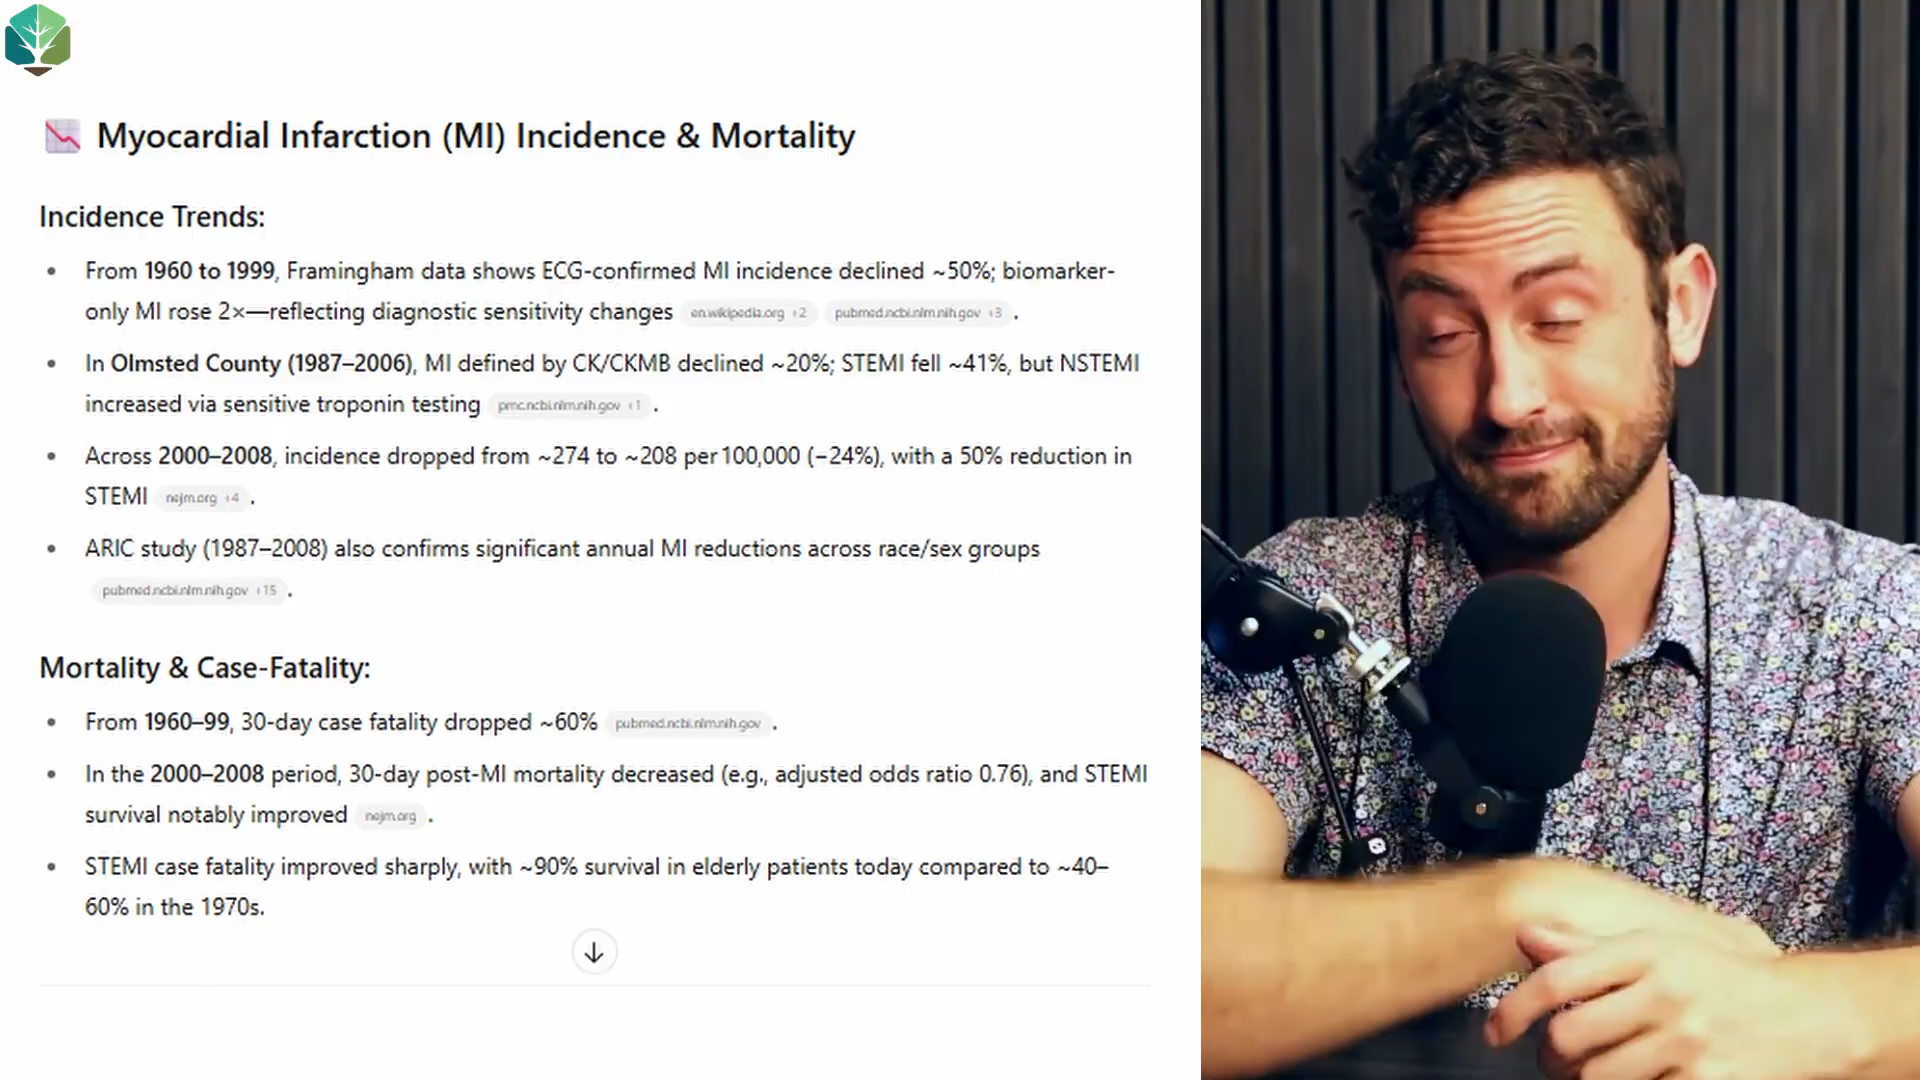 Myocardial Infarction (MI) Incidence & Mortality
Incidence Trends:
• From 1960 to 1999, Framingham data shows ECG-confirmed MI incidence declined ~50%; biomarker-
only MI rose 2×—reflecting diagnostic sensitivity changes en.wikipedia.org +2 pubmed.ncbi.nlm.nih.gov +3 .
• In Olmsted County (1987–2006), MI defined by CK/CKMB declined ~20%; STEMI fell ~41%, but NSTEMI
increased via sensitive troponin testing pmc.ncbi.nlm.nih.gov +1 .
• Across 2000–2008, incidence dropped from ~274 to ~208 per 100,000 (−24%), with a 50% reduction in
STEMI nejm.org +4 .
• ARIC study (1987–2008) also confirms significant annual MI reductions across race/sex groups
pubmed.ncbi.nlm.nih.gov +15 .
Mortality & Case-Fatality:
• From 1960–99, 30-day case fatality dropped ~60% pubmed.ncbi.nlm.nih.gov .
• In the 2000–2008 period, 30-day post-MI mortality decreased (e.g., adjusted odds ratio 0.76), and STEMI
survival notably improved nejm.org .
• STEMI case fatality improved sharply, with ~90% survival in elderly patients today compared to ~40–
60% in the 1970s.